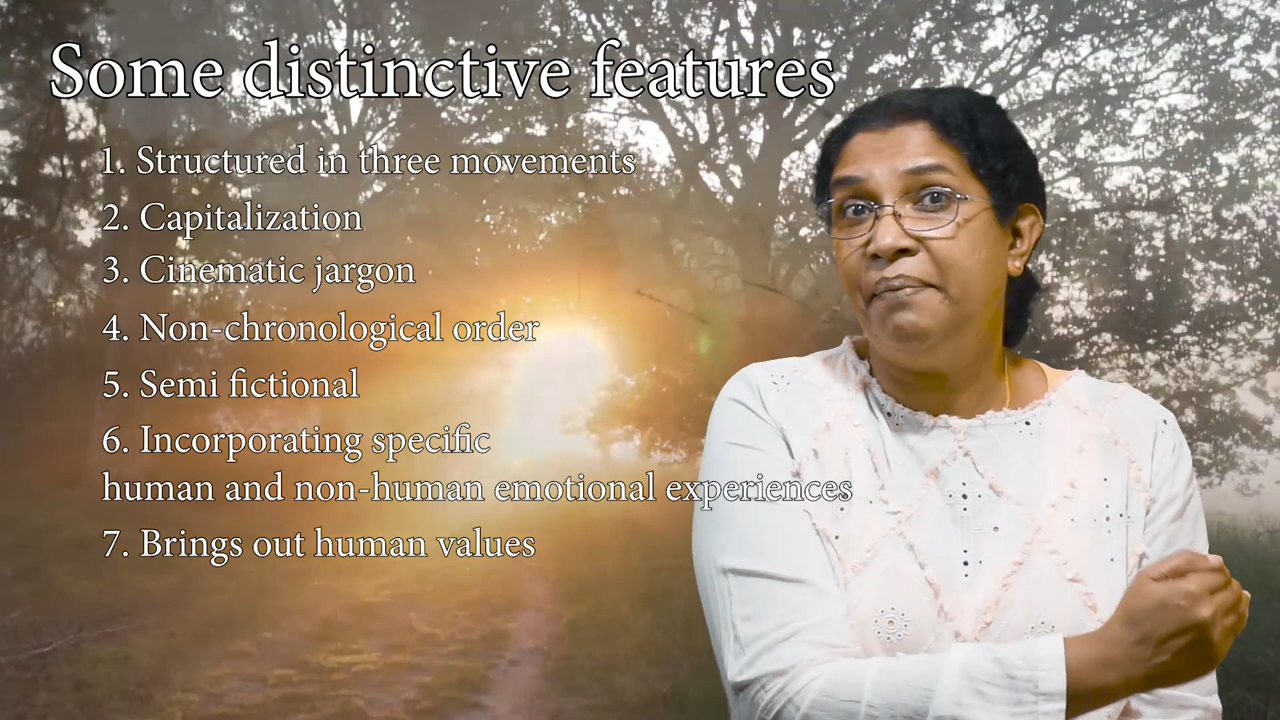 Some distinctive features
1. Structured in three movements
2. Capitalization
3. Cinematic jargon
4. Non-chronological order
5. Semi fictional
6. Incorporating specific
human and non-human emotional experiences
7. Brings out human values